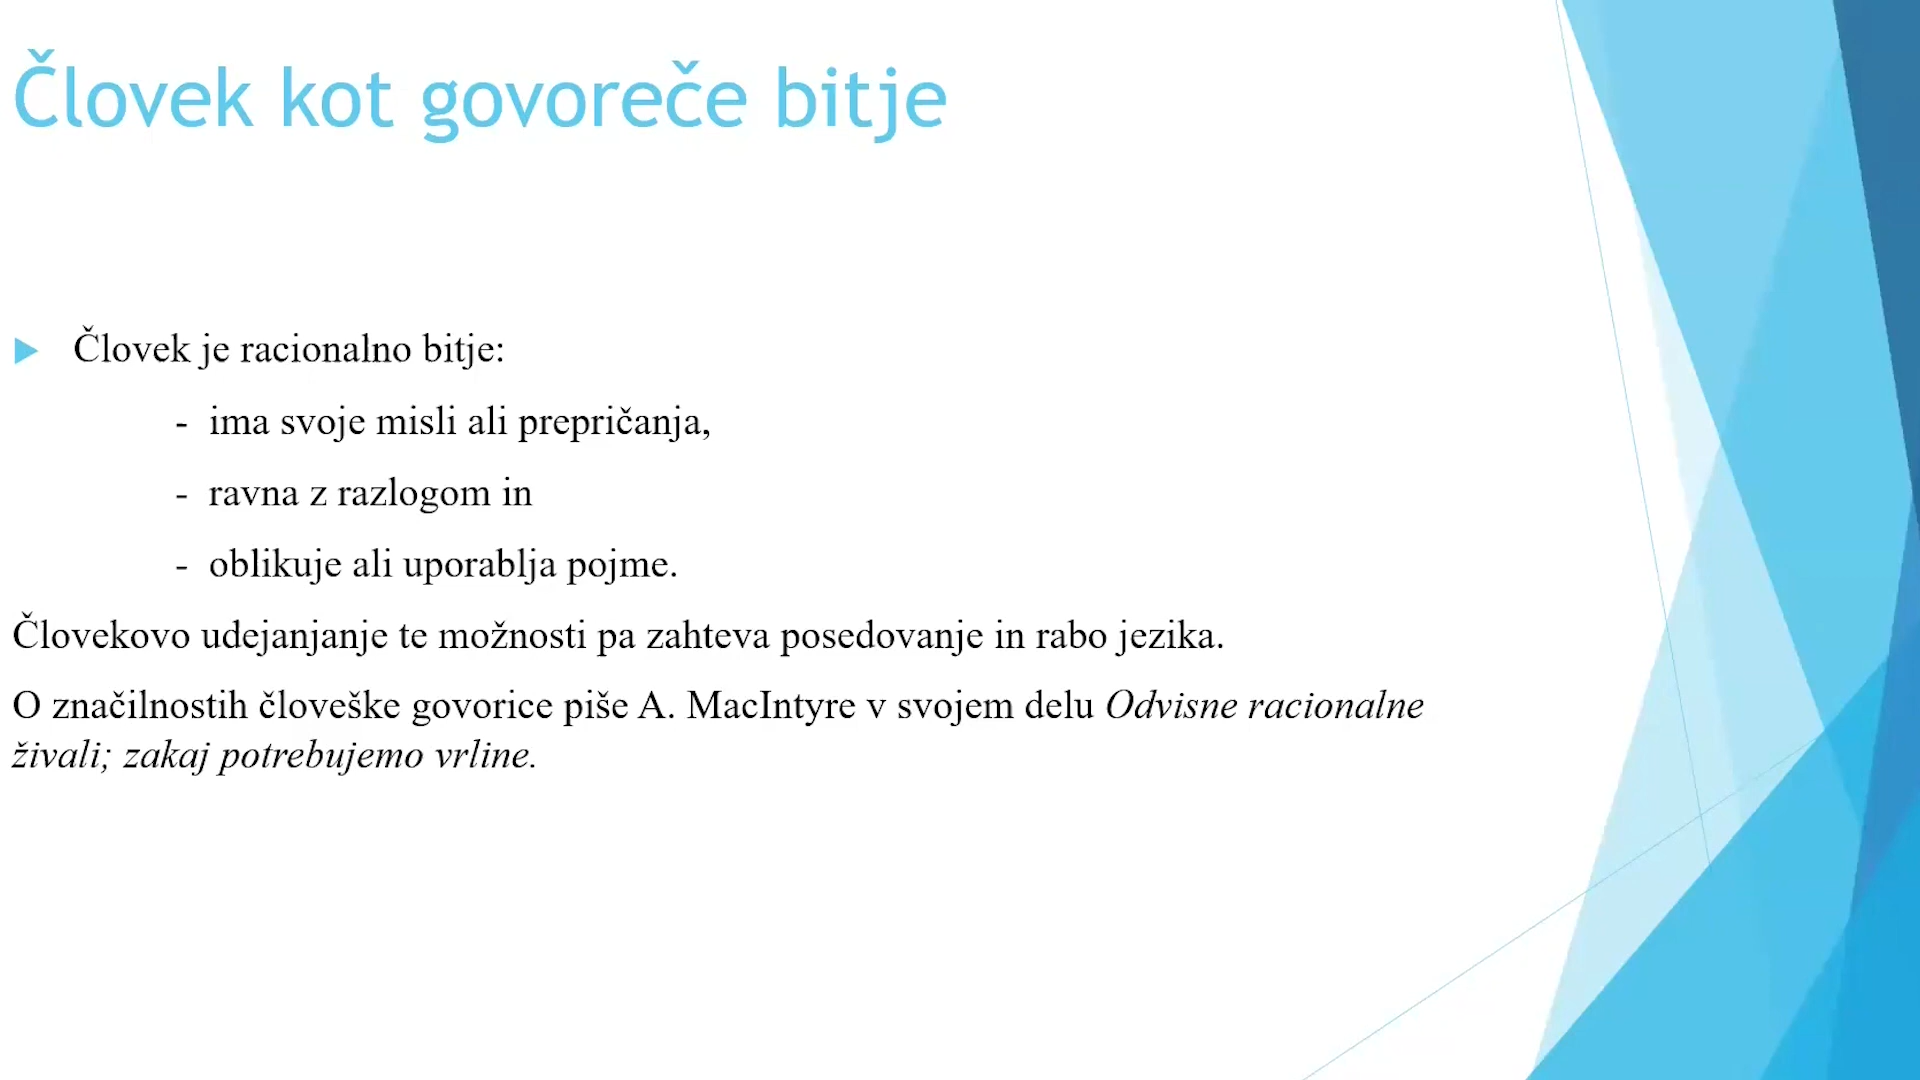 Človek kot govoreče bitje
Človek je racionalno bitje:
- ima svoje misli ali prepričanja,
- ravna z razlogom in
- oblikuje ali uporablja pojme.
Človekovo udejanjanje te možnosti pa zahteva posedovanje in rabo jezika.
O značilnostih človeške govorice piše A. MacIntyre v svojem delu Odvisne racionalne
živali; zakaj potrebujemo vrline.